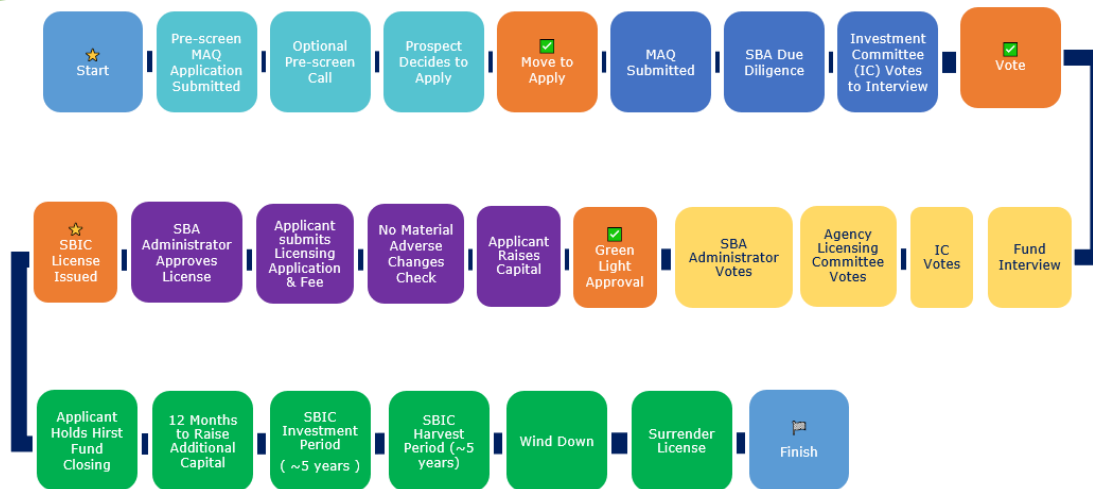 Start
Pre-screen
MAQ
Application
Submitted
Optional
Pre-screen
Call
Prospect
Decides to
Apply
Move to
Apply
MAQ
Submitted
SBA Due
Diligence
Investment
Committee
(IC) Votes
to Interview
Vote
Fund
Interview
IC
Votes
Agency
Licensing
Committee
Votes
SBA
Administrator
Votes
Green
Light
Approval
Applicant
Raises
Capital
No Material
Adverse
Changes
Check
Applicant
submits
Licensing
Application
& Fee
SBA
Administrator
Approves
License
SBIC
License
Issued
Applicant
Holds Hirst
Fund
Closing
12 Months
to Raise
Additional
Capital
SBIC
Investment
Period
( ~5 years )
SBIC
Harvest
Period (~5
years)
Wind Down
Surrender
License
Finish